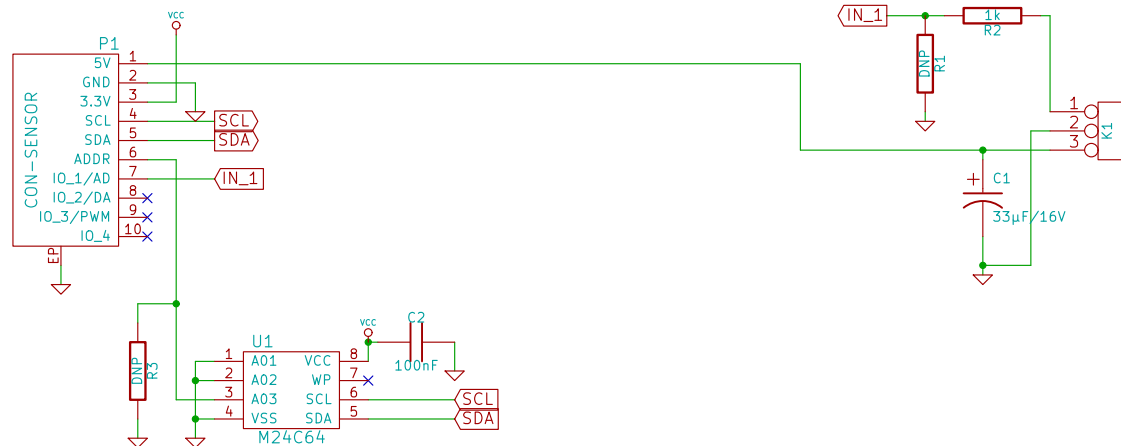 P1
CON-SENSOR
5V 1
GND 2
3.3V 3
SCL 4
SDA 5
ADDR 6
IO_1/AD 7
IO_2/DA 8
IO_3/PWM 9
IO_4 10
EP
VCC
SCL
SDA
IN_1
IN_1
1k
R2
DNP
R1
1
2
3
K1
+
C1
33µF/16V
DNP
R3
U1
1 A01 VCC 8
2 A02 WP 7
3 A03 SCL 6
4 VSS SDA 5
M24C64
VCC
C2
100nF
SCL
SDA